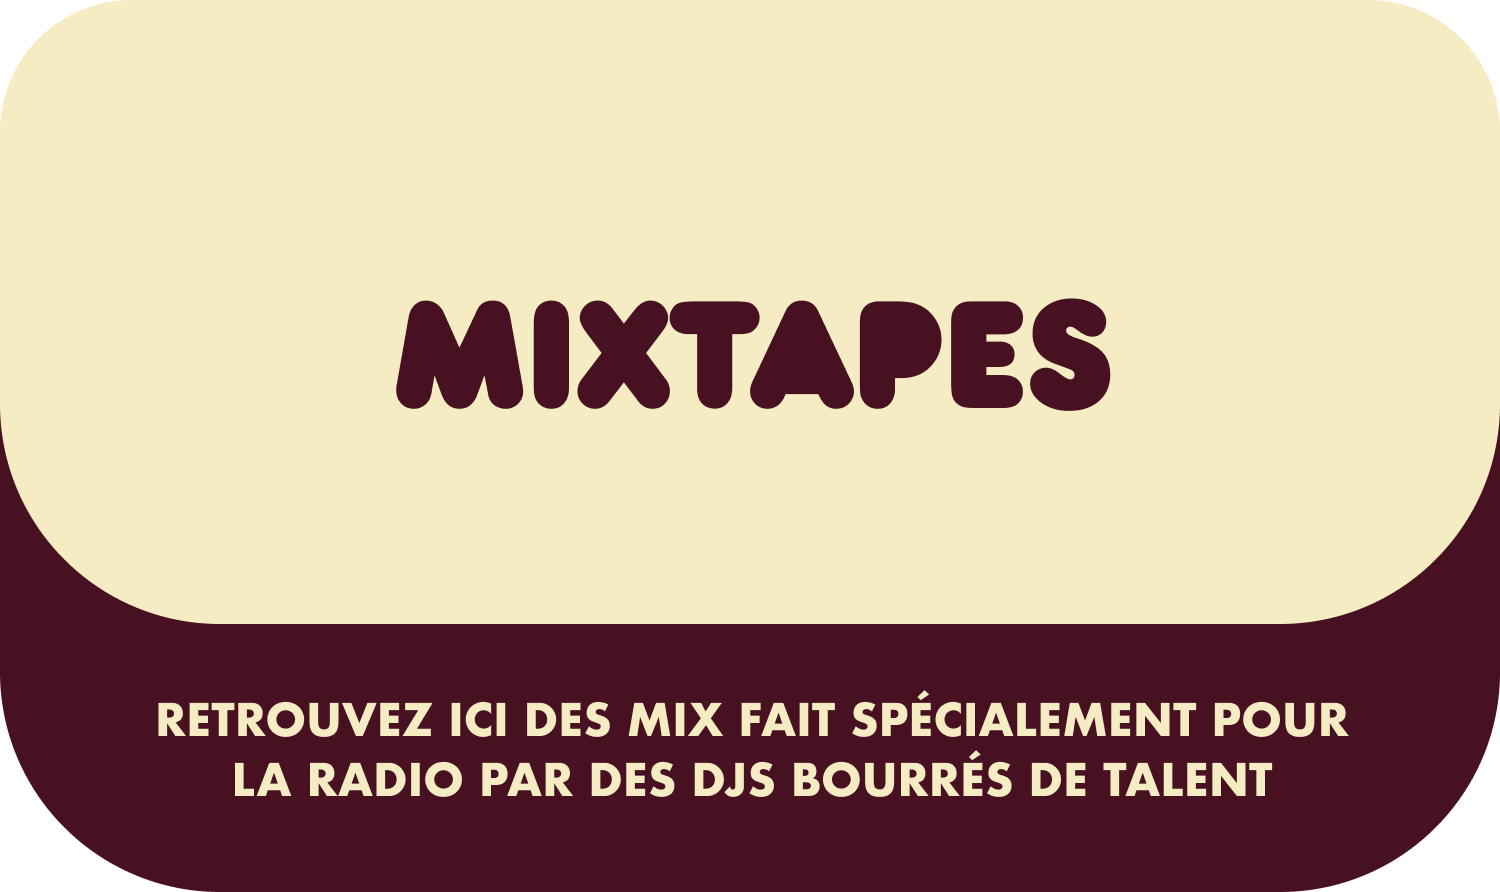 MIXTAPES
RETROUVEZ ICI DES MIX FAIT SPÉCIALEMENT POUR
LA RADIO PAR DES DJS BOURRÉS DE TALENT